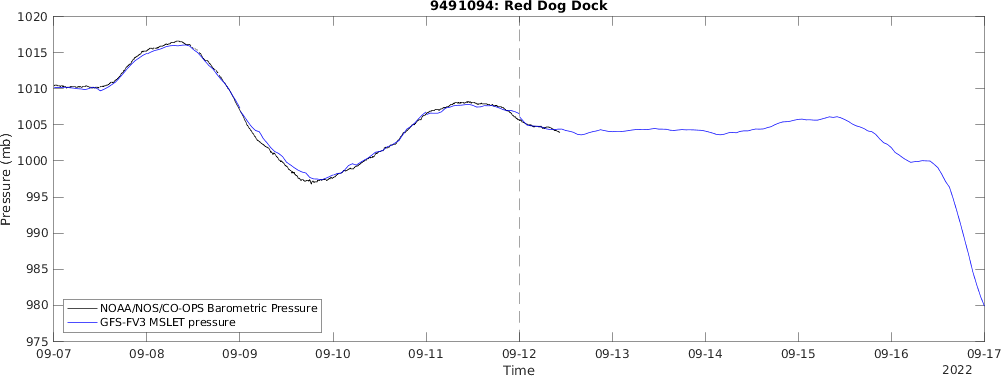 9491094: Red Dog Dock
1020
1015
1010
1005
1000
995
990
985
980
975
Pressure (mb)
NOAA/NOS/CO-OPS Barometric Pressure
GFS-FV3 MSLET pressure
09-07 09-08 09-09 09-10 09-11 09-12 09-13 09-14 09-15 09-16 09-17
Time
2022